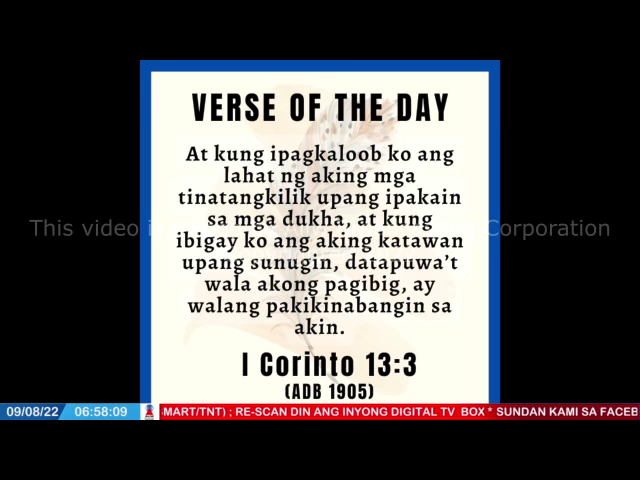 VERSE OF THE DAY
At kung ipagkaloob ko ang
lahat ng aking mga
tinatangkilik upang ipakain
sa mga dukha, at kung
This video Corporation
ibigay ko ang aking katawan
upang sunugin, datapuwa't
wala akong pagibig, ay
walang pakikinabangin sa
akin.
I Corinto 13:3
(ADB 1905)
09/08/22 06:58:09 MART/TNT) ; RE-SCAN DIN ANG INYONG DIGITAL TV BOX * SUNDAN KAMI SA FACEB